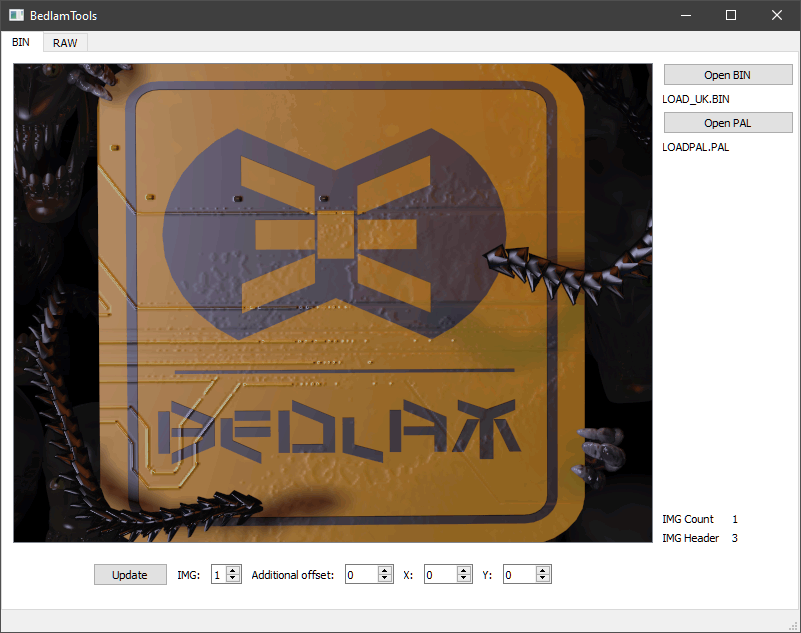 BedlamTools
BIN RAW
Open BIN
LOAD_UK.BIN
Open PAL
LOADPAL.PAL
BEDLAM
IMG Count 1
IMG Header 3
Update IMG: 1 Additional offset: 0 X: 0 Y: 0